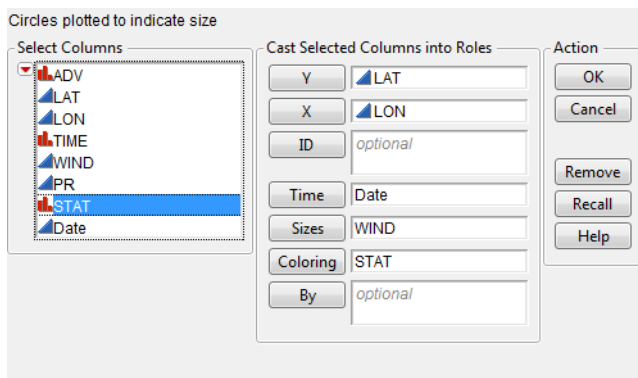 Circles plotted to indicate size
Select Columns
ADV
LAT
LON
TIME
WIND
PR
STAT
Date
Cast Selected Columns into Roles
Y LAT
X LON
ID optional
Time Date
Sizes WIND
Coloring STAT
By optional
Action
OK
Cancel
Remove
Recall
Help